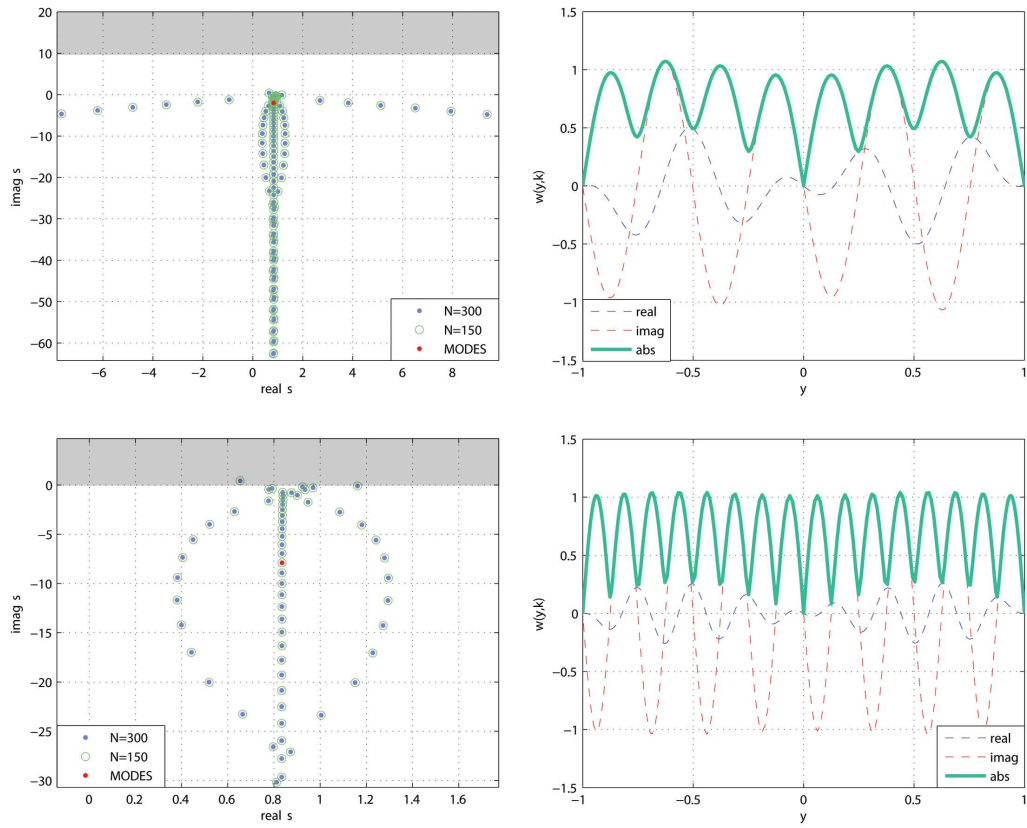 20
10
0
−10
−20
−30
−40
−50
−60
imag s
−6
−4
−2
0
2
4
6
8
real s
N=300
N=150
MODES
1.5
1
0.5
0
−0.5
−1
−1.5
w(y,k)
−1
−0.5
0
0.5
1
y
real
imag
abs
0
−5
−10
−15
−20
−25
−30
imag s
0
0.2
0.4
0.6
0.8
1
1.2
1.4
1.6
real s
N=300
N=150
MODES
1.5
1
0.5
0
−0.5
−1
−1.5
w(y,k)
−1
−0.5
0
0.5
1
y
real
imag
abs